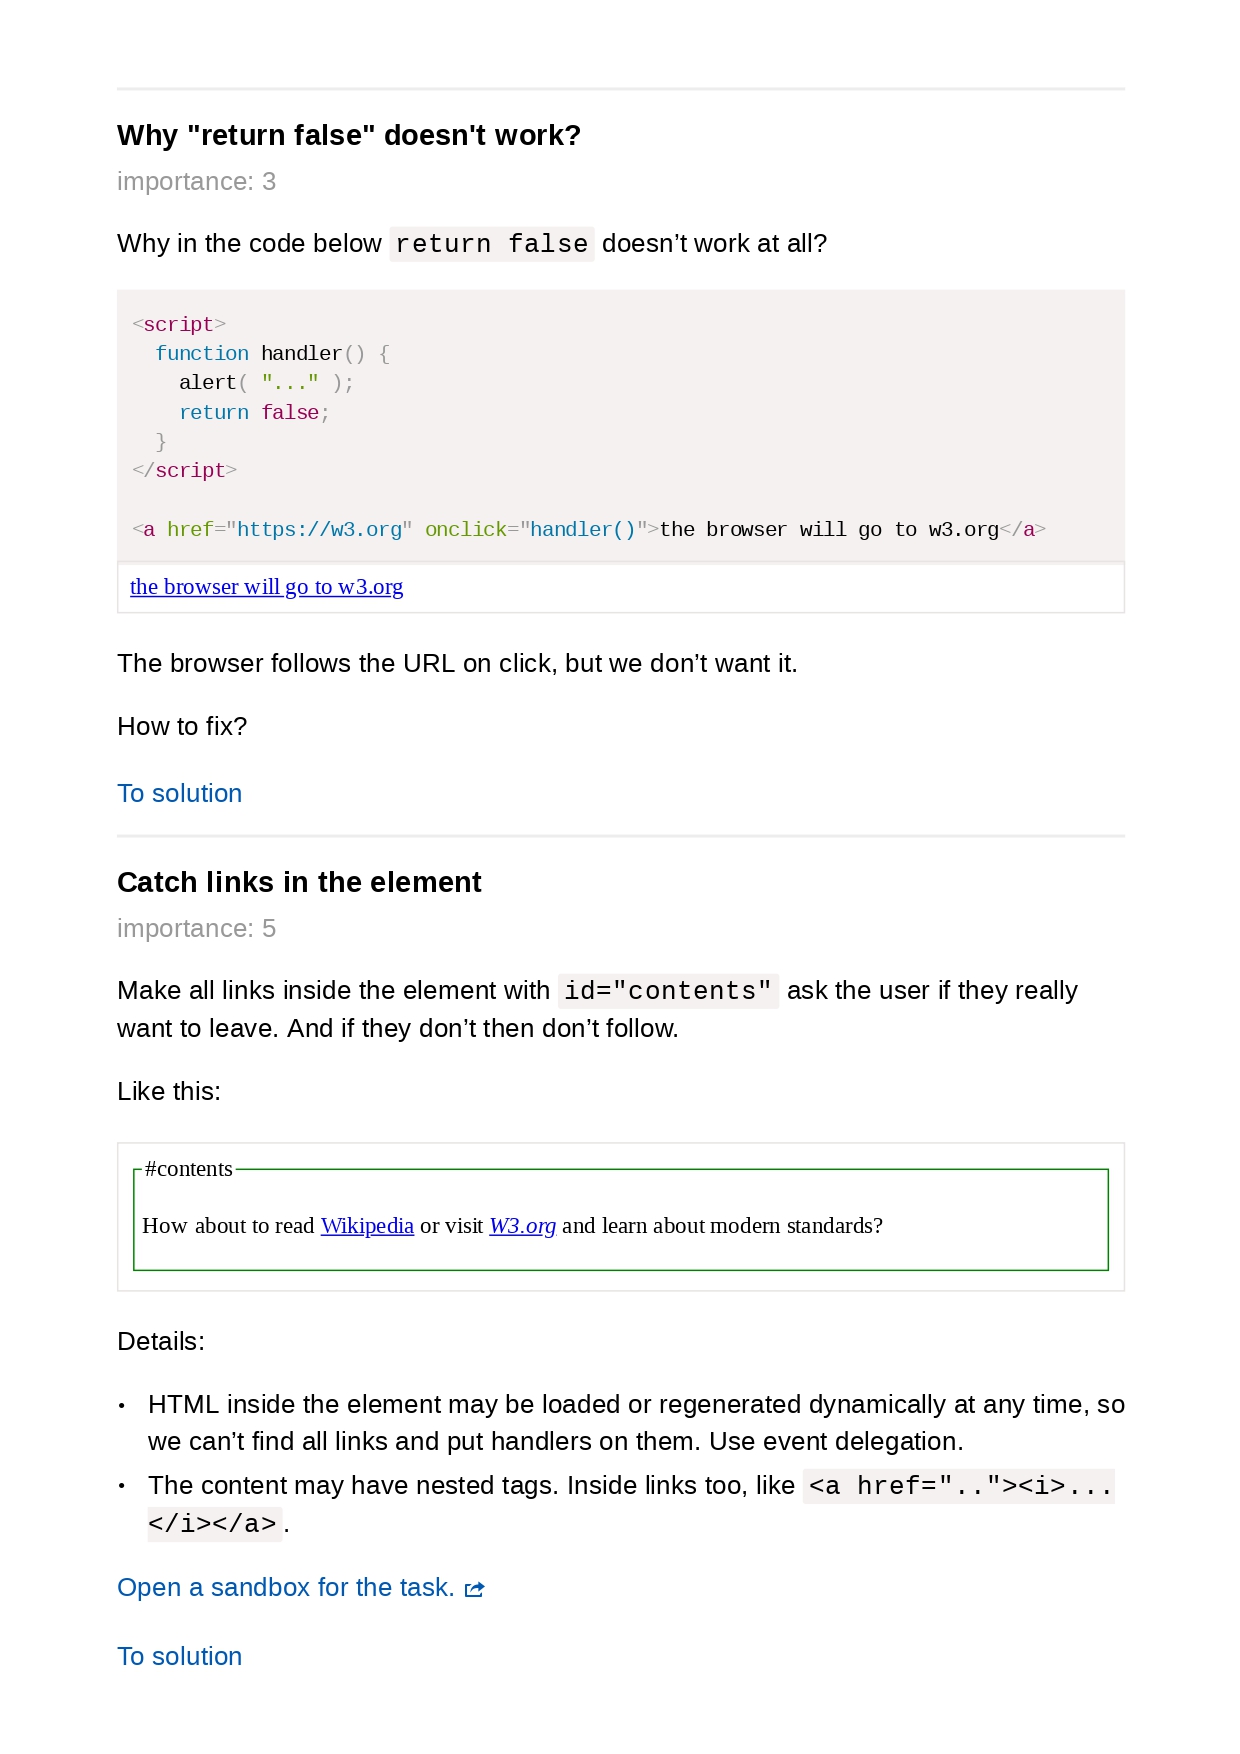 Why "return false" doesn't work?
importance: 3
Why in the code below return false doesn’t work at all?
<script>
  function handler() {
    alert( "..." );
    return false;
  }
</script>
<a href="https://w3.org" onclick="handler()">the browser will go to w3.org</a>
the browser will go to w3.org
The browser follows the URL on click, but we don’t want it.
How to fix?
To solution
Catch links in the element
importance: 5
Make all links inside the element with id="contents" ask the user if they really
want to leave. And if they don’t then don’t follow.
Like this:
#contents
How about to read Wikipedia or visit W3.org and learn about modern standards?
Details:
• HTML inside the element may be loaded or regenerated dynamically at any time, so
we can’t find all links and put handlers on them. Use event delegation.
• The content may have nested tags. Inside links too, like <a href=".."><i>...
</i></a>.
Open a sandbox for the task.
To solution